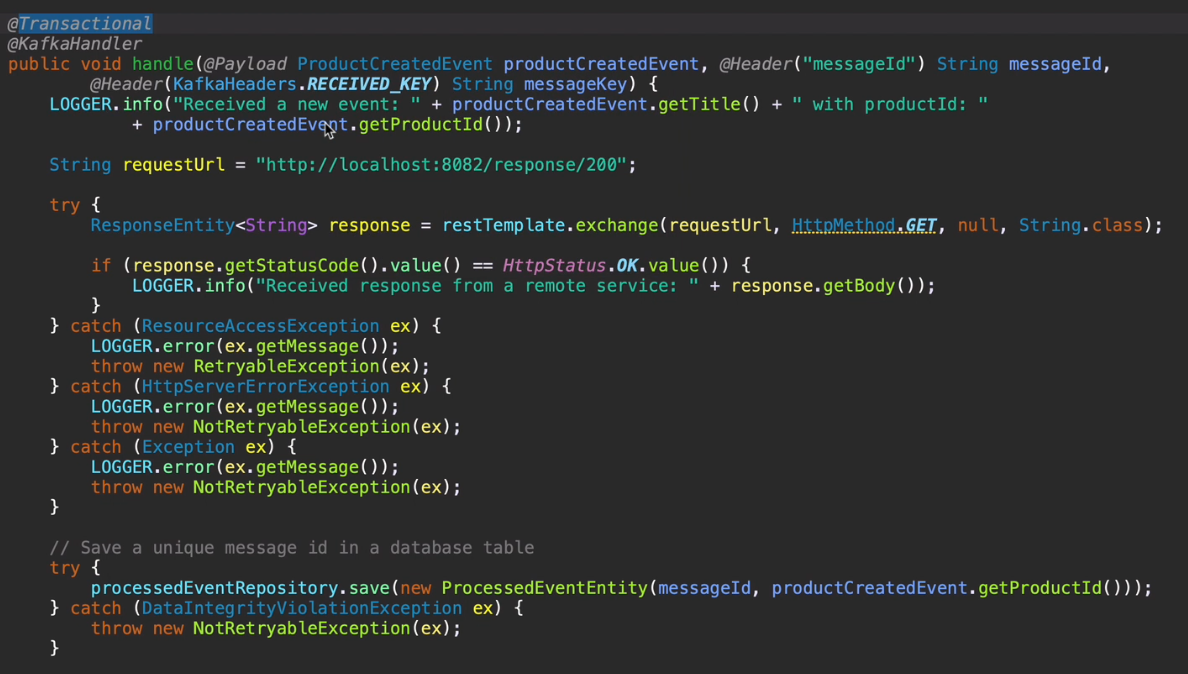 @Transactional
@KafkaHandler
public void handle(@Payload ProductCreatedEvent productCreatedEvent, @Header("messageId") String messageId,
        @Header(KafkaHeaders.RECEIVED_KEY) String messageKey) {
    LOGGER.info("Received a new event: " + productCreatedEvent.getTitle() + " with productId: "
            + productCreatedEvent.getProductId());

    String requestUrl = "http://localhost:8082/response/200";

    try {
        ResponseEntity<String> response = restTemplate.exchange(requestUrl, HttpMethod.GET, null, String.class);

        if (response.getStatusCode().value() == HttpStatus.OK.value()) {
            LOGGER.info("Received response from a remote service: " + response.getBody());
        }
    } catch (ResourceAccessException ex) {
        LOGGER.error(ex.getMessage());
        throw new RetryableException(ex);
    } catch (HttpServerErrorException ex) {
        LOGGER.error(ex.getMessage());
        throw new NotRetryableException(ex);
    } catch (Exception ex) {
        LOGGER.error(ex.getMessage());
        throw new NotRetryableException(ex);
    }

    // Save a unique message id in a database table
    try {
        processedEventRepository.save(new ProcessedEventEntity(messageId, productCreatedEvent.getProductId()));
    } catch (DataIntegrityViolationException ex) {
        throw new NotRetryableException(ex);
    }